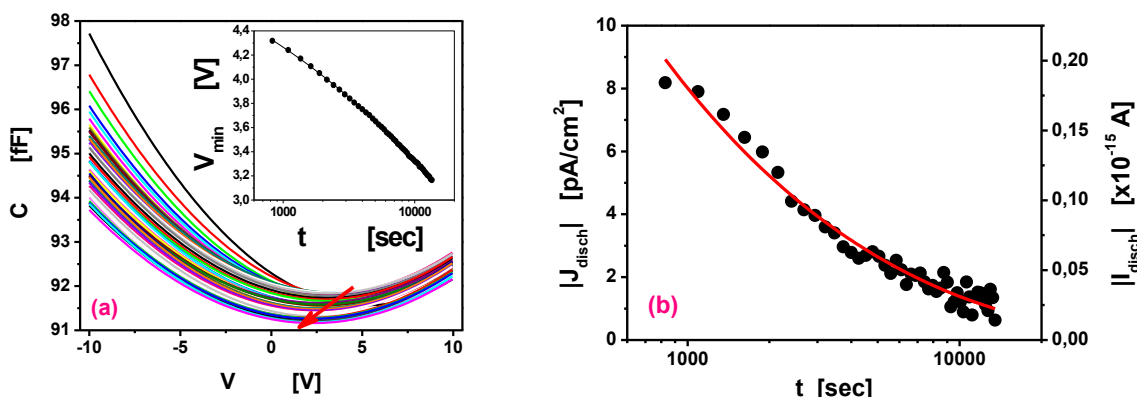 98
97
96
95
94
93
92
91
C [fF]
-10 -5 0 5 10
V [V]
(a)
4,4
4,2
4,0
3,8
3,6
3,4
3,2
3,0
V_min [V]
1000 10000
t [sec]
(b)
10
8
6
4
2
0
|J_disch| [pA/cm²]
1000 10000
t [sec]
0,20
0,15
0,10
0,05
0,00
|I_disch| [x10⁻¹⁵ A]